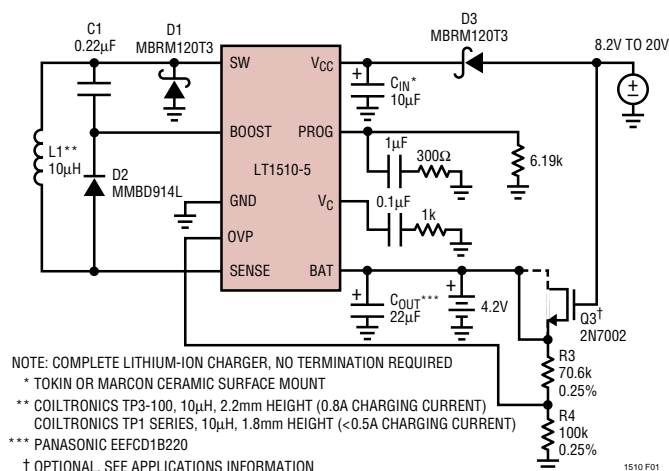 C1
0.22µF
D1
MBRM120T3
D3
MBRM120T3
8.2V TO 20V
SW
VCC
CIN*
10µF
+
±
BOOST
PROG
L1**
10µH
D2
MMBD914L
LT1510-5
1µF
300Ω
6.19k
GND
VC
0.1µF
1k
OVP
SENSE
BAT
+
COUT***
22µF
+
4.2V
Q3†
2N7002
R3
70.6k
0.25%
R4
100k
0.25%
NOTE: COMPLETE LITHIUM-ION CHARGER, NO TERMINATION REQUIRED
* TOKIN OR MARCON CERAMIC SURFACE MOUNT
** COILTRONICS TP3-100, 10µH, 2.2mm HEIGHT (0.8A CHARGING CURRENT)
COILTRONICS TP1 SERIES, 10µH, 1.8mm HEIGHT (<0.5A CHARGING CURRENT)
*** PANASONIC EEFCD1B220
† OPTIONAL, SEE APPLICATIONS INFORMATION
1510 F01